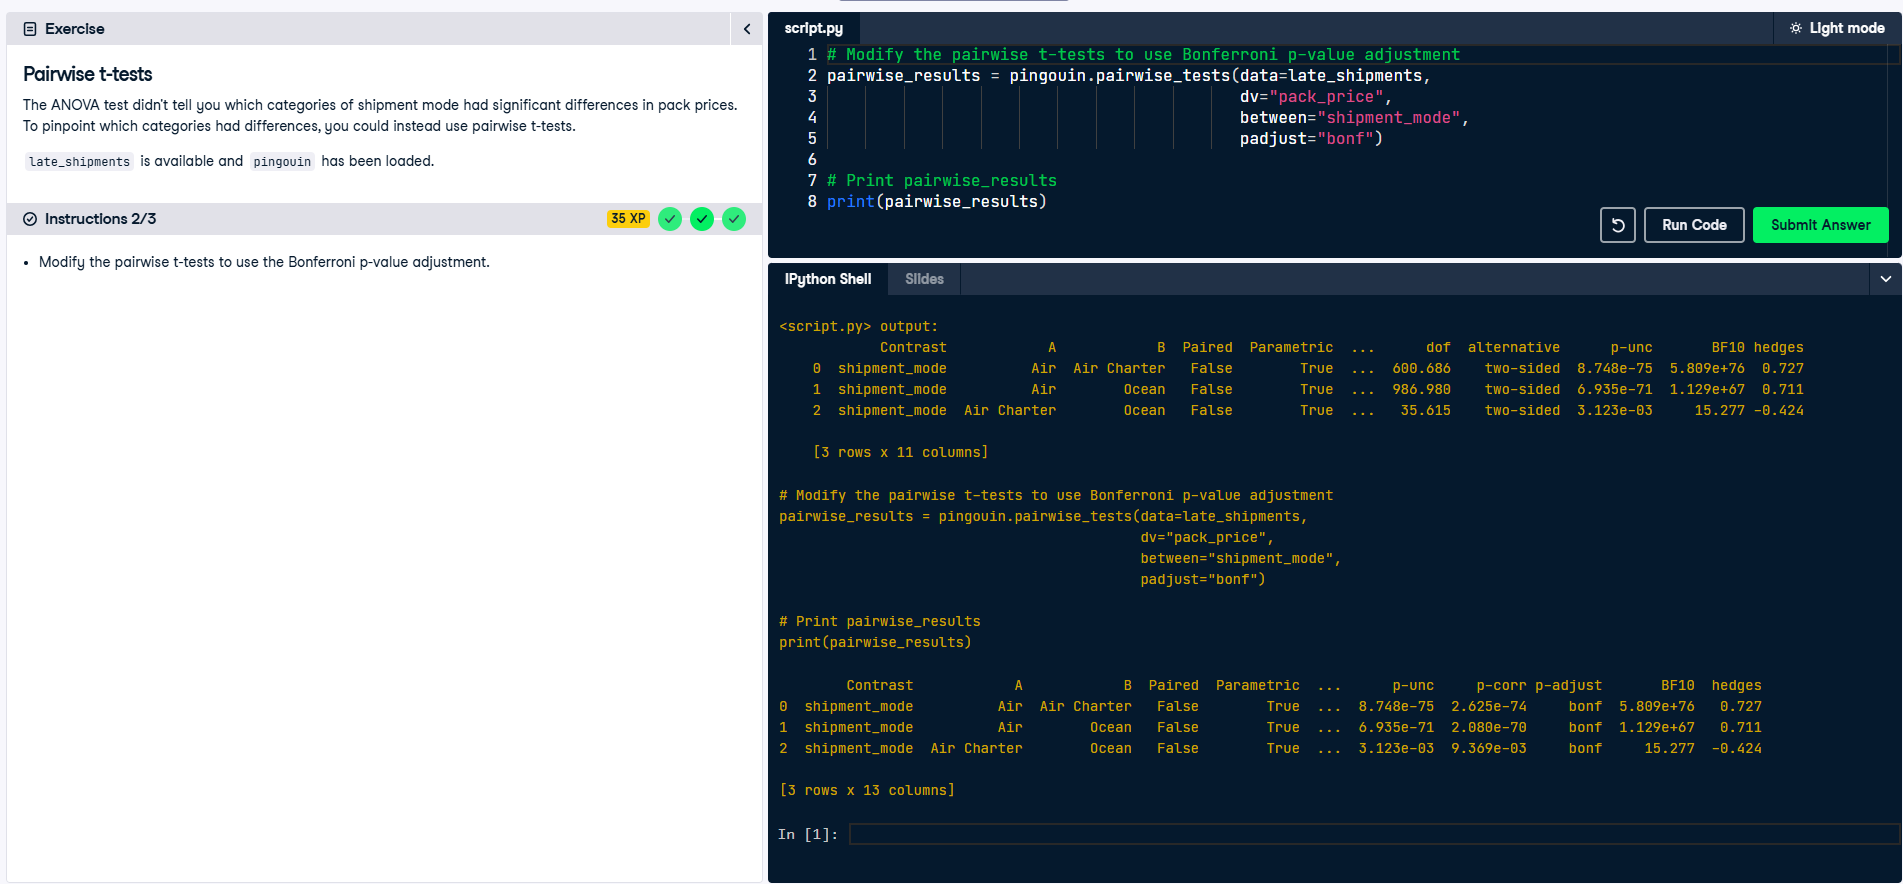 Exercise
Pairwise t-tests
The ANOVA test didn't tell you which categories of shipment mode had significant differences in pack prices.
To pinpoint which categories had differences, you could instead use pairwise t-tests.
late_shipments is available and pingouin has been loaded.
Instructions 2/3
35 XP
• Modify the pairwise t-tests to use the Bonferroni p-value adjustment.
script.py
Light mode
1 # Modify the pairwise t-tests to use Bonferroni p-value adjustment
2 pairwise_results = pingouin.pairwise_tests(data=late_shipments,
3 dv="pack_price",
4 between="shipment_mode",
5 padjust="bonf")
6
7 # Print pairwise_results
8 print(pairwise_results)
Run Code
Submit Answer
IPython Shell
Slides
<script.py> output:
Contrast A B Paired Parametric ... dof alternative p-unc BF10 hedges
0 shipment_mode Air Air Charter False True ... 600.686 two-sided 8.748e-75 5.809e+76 0.727
1 shipment_mode Air Ocean False True ... 986.980 two-sided 6.935e-71 1.129e+67 0.711
2 shipment_mode Air Charter Ocean False True ... 35.615 two-sided 3.123e-03 15.277 -0.424
[3 rows x 11 columns]
# Modify the pairwise t-tests to use Bonferroni p-value adjustment
pairwise_results = pingouin.pairwise_tests(data=late_shipments,
dv="pack_price",
between="shipment_mode",
padjust="bonf")
# Print pairwise_results
print(pairwise_results)
Contrast A B Paired Parametric ... p-unc p-corr p-adjust BF10 hedges
0 shipment_mode Air Air Charter False True ... 8.748e-75 2.625e-74 bonf 5.809e+76 0.727
1 shipment_mode Air Ocean False True ... 6.935e-71 2.080e-70 bonf 1.129e+67 0.711
2 shipment_mode Air Charter Ocean False True ... 3.123e-03 9.369e-03 bonf 15.277 -0.424
[3 rows x 13 columns]
In [1]: